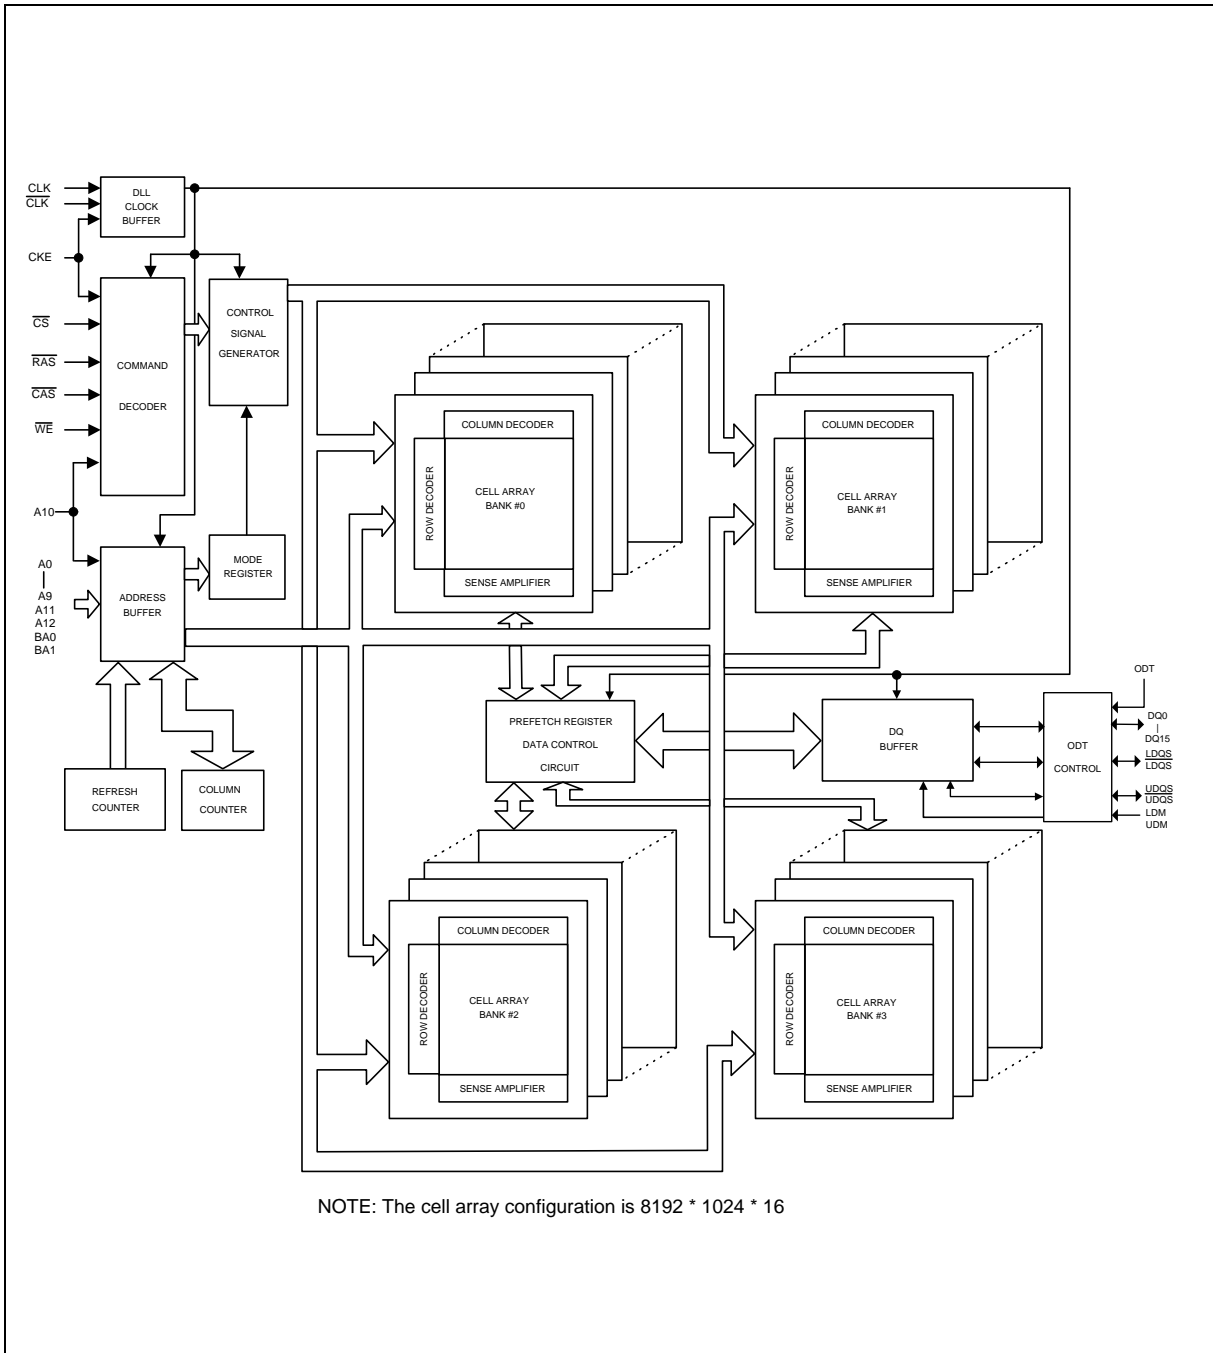 CLK
CLK
CKE
CS
RAS
CAS
WE
A10
A0
A9
A11
A12
BA0
BA1
DLL
CLOCK
BUFFER
COMMAND
DECODER
CONTROL
SIGNAL
GENERATOR
ADDRESS
BUFFER
MODE
REGISTER
REFRESH
COUNTER
COLUMN
COUNTER
COLUMN DECODER
ROW DECODER
CELL ARRAY
BANK #0
SENSE AMPLIFIER
COLUMN DECODER
ROW DECODER
CELL ARRAY
BANK #1
SENSE AMPLIFIER
PREFETCH REGISTER
DATA CONTROL
CIRCUIT
DQ
BUFFER
ODT
CONTROL
ODT
DQ0
DQ15
LDQS
LDQS
UDQS
UDQS
LDM
UDM
COLUMN DECODER
ROW DECODER
CELL ARRAY
BANK #2
SENSE AMPLIFIER
COLUMN DECODER
ROW DECODER
CELL ARRAY
BANK #3
SENSE AMPLIFIER
NOTE: The cell array configuration is 8192 * 1024 * 16